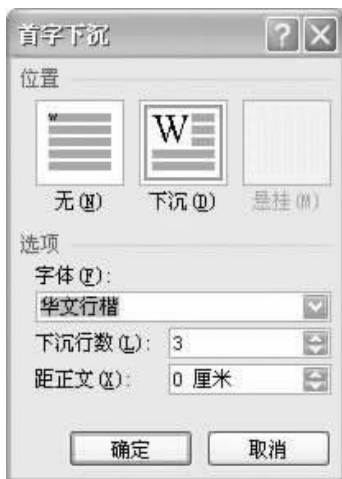 首字下沉
位置
W
W
无(N) 下沉(D) 悬挂(M)
选项
字体(F):
华文行楷
下沉行数(L): 3
距正文(X): 0 厘米
确定 取消